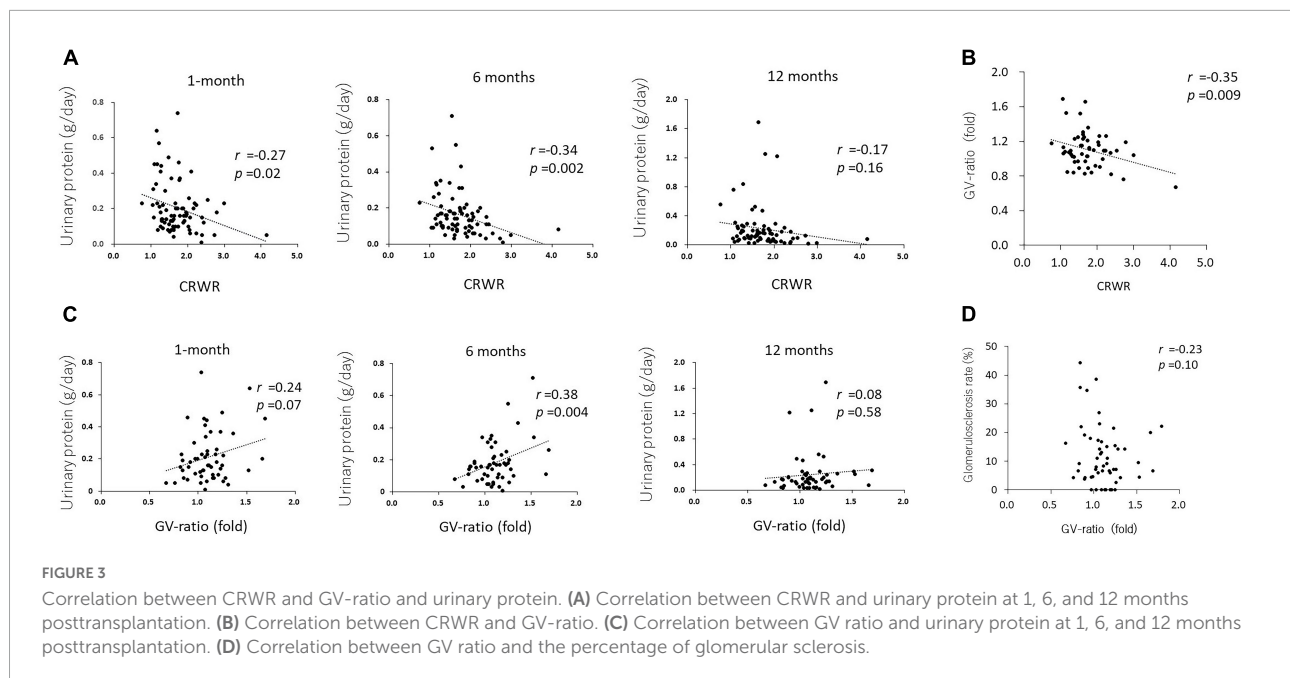 A
1-month
Urinary protein (g/day)
0.8
0.6
0.4
0.2
0.0
0.0 1.0 2.0 3.0 4.0 5.0
r =-0.27
p =0.02
CRWR
6 months
Urinary protein (g/day)
0.8
0.6
0.4
0.2
0.0
0.0 1.0 2.0 3.0 4.0 5.0
r =-0.34
p =0.002
CRWR
12 months
Urinary protein (g/day)
2.0
1.6
1.2
0.8
0.4
0.0
0.0 1.0 2.0 3.0 4.0 5.0
r =-0.17
p =0.16
CRWR
B
GV-ratio (fold)
2.0
1.6
1.2
0.8
0.4
0.0
0.0 1.0 2.0 3.0 4.0 5.0
r =-0.35
p =0.009
CRWR
C
1-month
Urinary protein (g/day)
0.8
0.6
0.4
0.2
0
0.0 0.5 1.0 1.5 2.0
r =0.24
p =0.07
GV-ratio (fold)
6 months
Urinary protein (g/day)
0.8
0.6
0.4
0.2
0.0
0.0 0.5 1.0 1.5 2.0
r =0.38
p =0.004
GV-ratio (fold)
12 months
Urinary protein (g/day)
2.0
1.6
1.2
0.8
0.4
0.0
0.0 0.5 1.0 1.5 2.0
r =0.08
p =0.58
GV-ratio (fold)
D
Glomerulosclerosis rate (%)
50
40
30
20
10
0
0.0 0.5 1.0 1.5 2.0
r =-0.23
p =0.10
GV-ratio (fold)
FIGURE 3
Correlation between CRWR and GV-ratio and urinary protein. (A) Correlation between CRWR and urinary protein at 1, 6, and 12 months
posttransplantation. (B) Correlation between CRWR and GV-ratio. (C) Correlation between GV ratio and urinary protein at 1, 6, and 12 months
posttransplantation. (D) Correlation between GV ratio and the percentage of glomerular sclerosis.